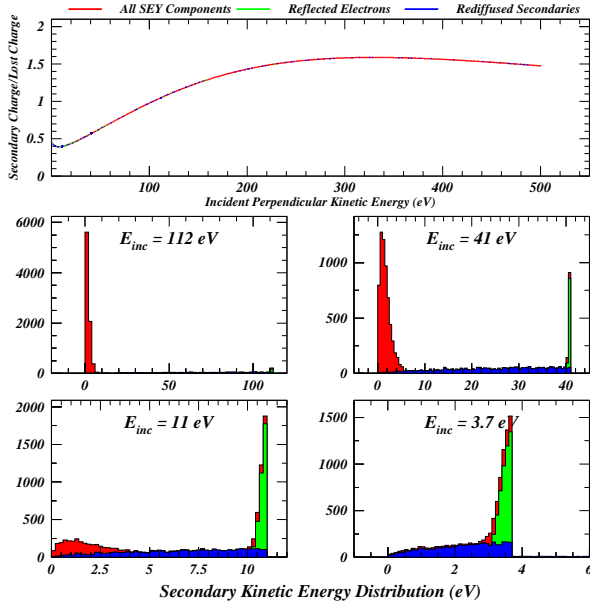 All SEY Components Reflected Electrons Rediffused Secondaries
Secondary Charge/Lost Charge
2
1.5
1
0.5
0
100 200 300 400 500
Incident Perpendicular Kinetic Energy (eV)
E_inc = 112 eV
6000
4000
2000
0
0 50 100
E_inc = 41 eV
1000
500
0
0 10 20 30 40
E_inc = 11 eV
2000
1500
1000
500
0
0 2.5 5 7.5 10
E_inc = 3.7 eV
1500
1000
500
0
0 2 4 6
Secondary Kinetic Energy Distribution (eV)